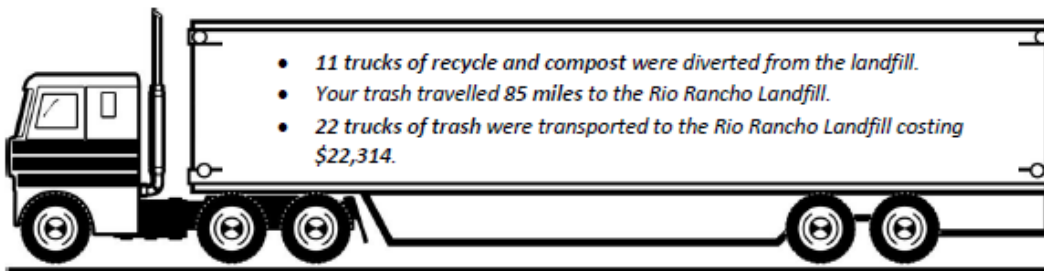 • 11 trucks of recycle and compost were diverted from the landfill.
• Your trash travelled 85 miles to the Rio Rancho Landfill.
• 22 trucks of trash were transported to the Rio Rancho Landfill costing
$22,314.